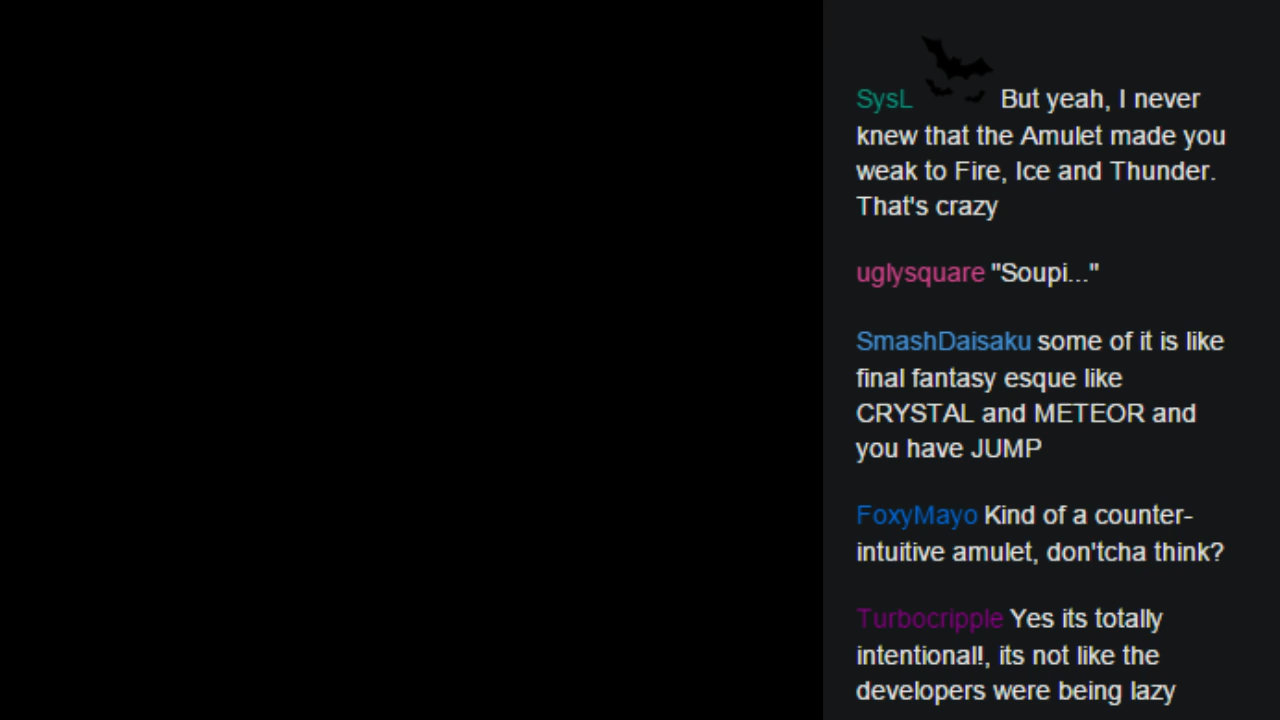 SysL But yeah, I never
knew that the Amulet made you
weak to Fire, Ice and Thunder.
That's crazy
uglysquare "Soupi..."
SmashDaisaku some of it is like
final fantasy esque like
CRYSTAL and METEOR and
you have JUMP
FoxyMayo Kind of a counter-
intuitive amulet, don'tcha think?
Turbocripple Yes its totally
intentional!, its not like the
developers were being lazy